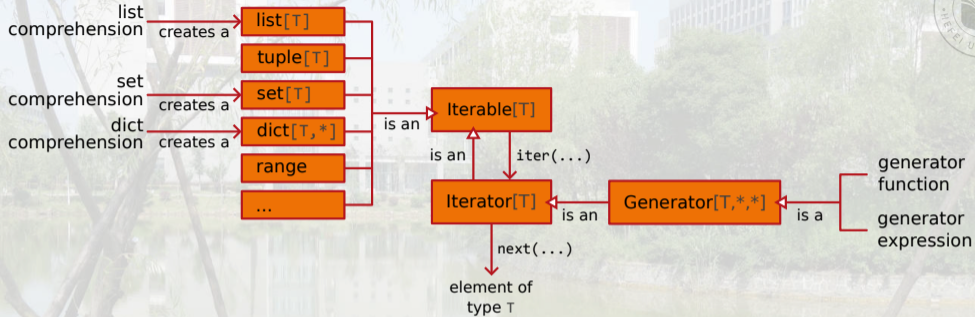 list
comprehension
creates a
list[T]
tuple[T]
set
comprehension
creates a
set[T]
dict
comprehension
creates a
dict[T,*]
range
...
is an
Iterable[T]
is an
iter(...)
Iterator[T]
is an
Generator[T,*,*]
is a
generator
function
generator
expression
next(...)
element of
type T